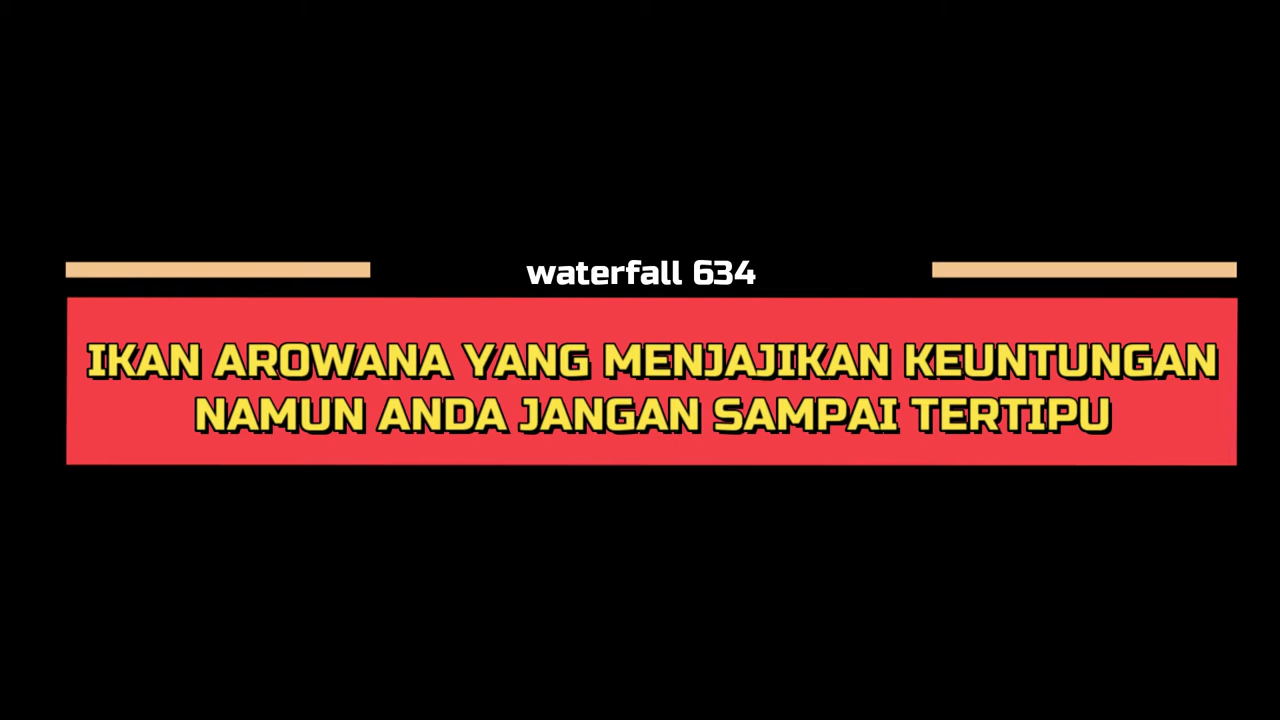 waterfall 634
IKAN AROWANA YANG MENJAJIKAN KEUNTUNGAN
NAMUN ANDA JANGAN SAMPAI TERTIPU